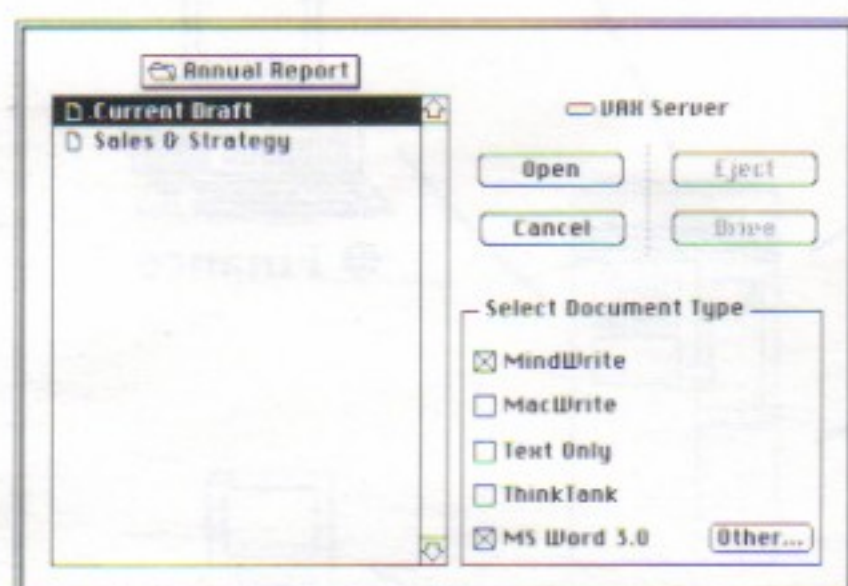 Annual Report
Current Draft
Sales & Strategy
VAX Server
Open
Eject
Cancel
Drive
Select Document Type
MindWrite
MacWrite
Text Only
ThinkTank
MS Word 3.0
Other...